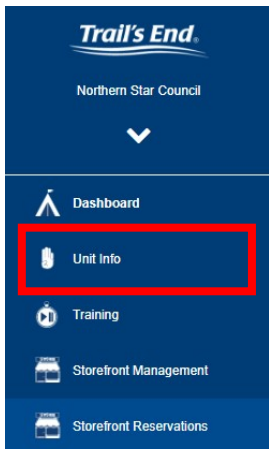 Trail's End®
Northern Star Council
Dashboard
Unit Info
Training
Storefront Management
Storefront Reservations